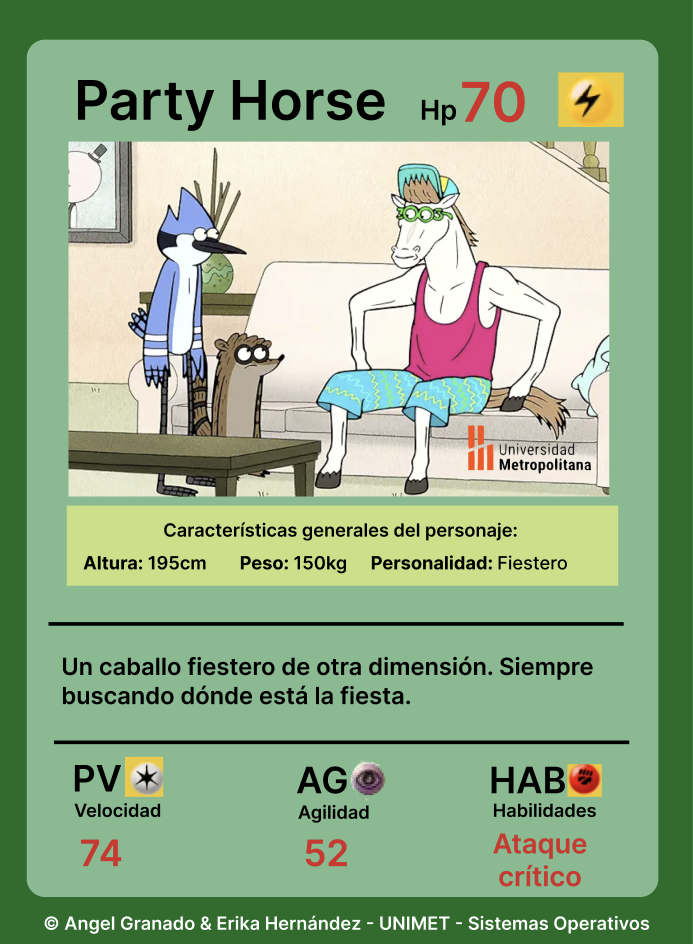 Party Horse Hp 70
Universidad
Metropolitana
Características generales del personaje:
Altura: 195cm Peso: 150kg Personalidad: Fiestero
Un caballo fiestero de otra dimensión. Siempre
buscando dónde está la fiesta.
PV AG HAB
Velocidad Agilidad Habilidades
74 52 Ataque
crítico
© Angel Granado & Erika Hernández - UNIMET - Sistemas Operativos